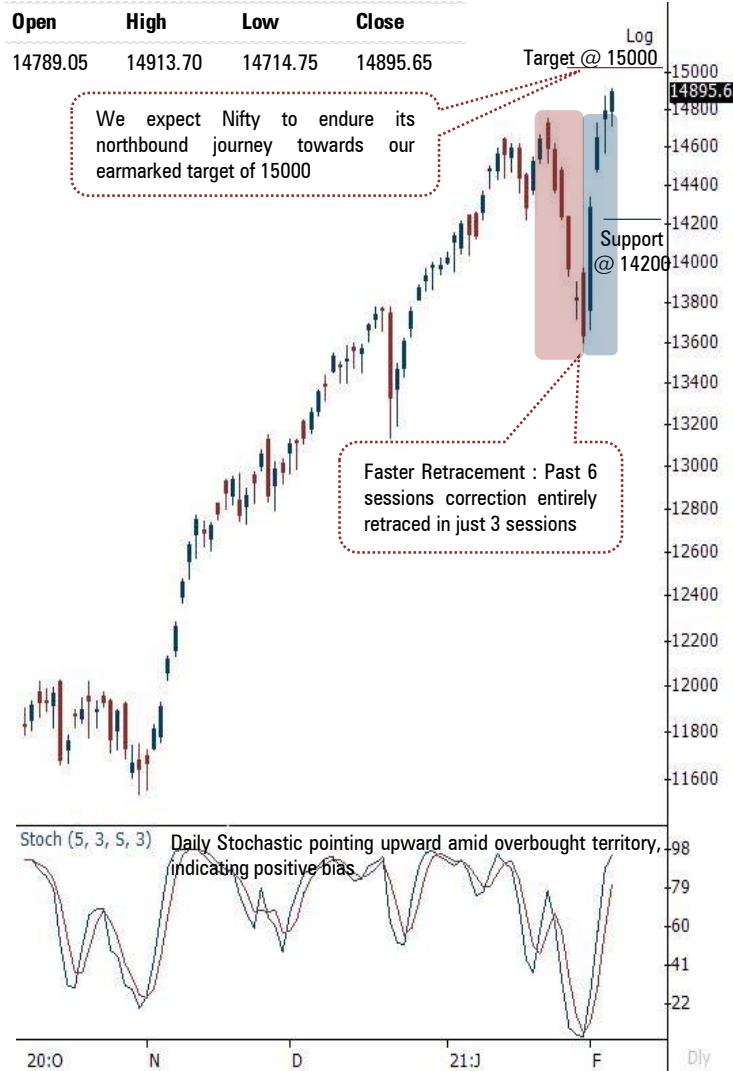 Open High Low Close
14789.05 14913.70 14714.75 14895.65
Log
Target @ 15000
15000
14895.6
14800
We expect Nifty to endure its
northbound journey towards our
earmarked target of 15000
14600
14400
14200
Support
@ 14200
14000
13800
13600
13400
13200
Faster Retracement : Past 6
sessions correction entirely
retraced in just 3 sessions
13000
12800
12600
12400
12200
12000
11800
11600
Stoch (5, 3, S, 3) Daily Stochastic pointing upward amid overbought territory,
indicating positive bias
98
79
60
41
22
20:O N D 21:J F Dly